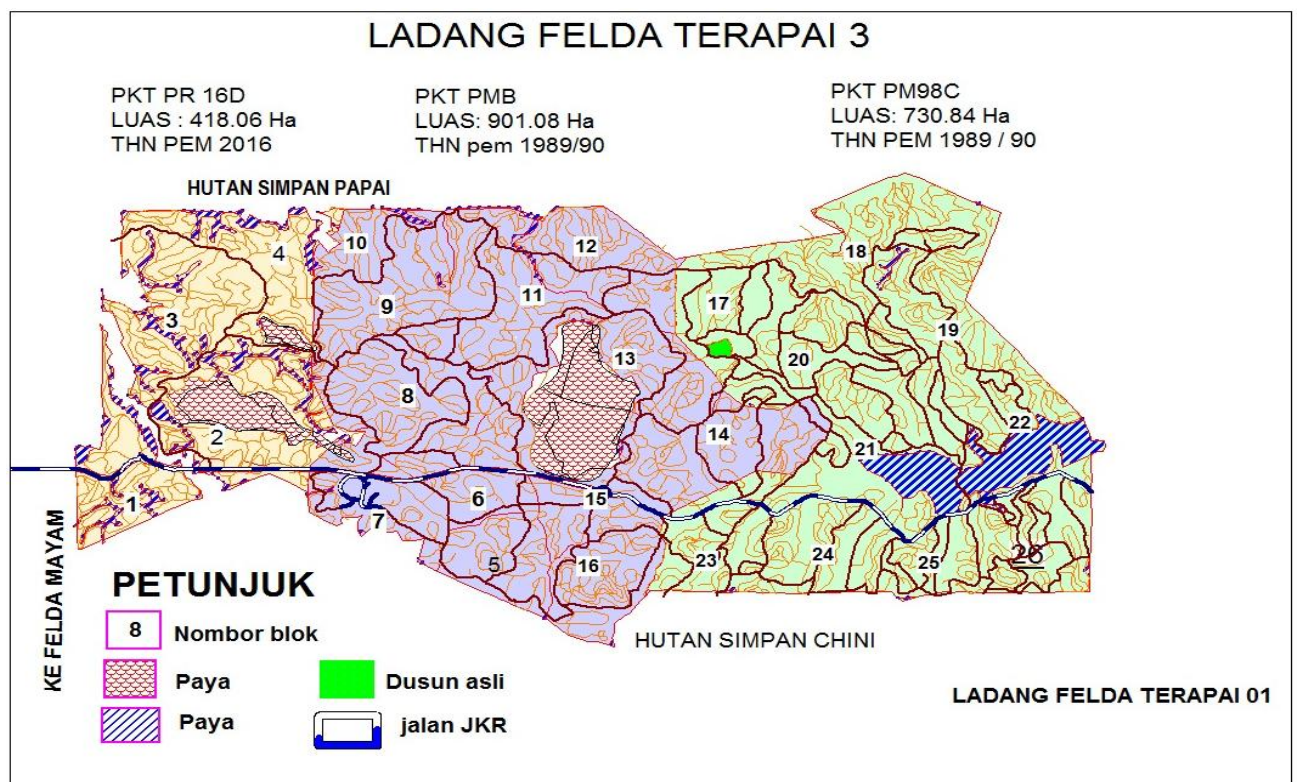 LADANG FELDA TERAPAI 3
PKT PR 16D
LUAS : 418.06 Ha
THN PEM 2016
PKT PMB
LUAS: 901.08 Ha
THN pem 1989/90
PKT PM98C
LUAS: 730.84 Ha
THN PEM 1989 / 90
HUTAN SIMPAN PAPAI
4
10
12
18
3
9
11
17
19
20
13
8
2
14
21
22
1
7
6
15
5
16
23
24
25
26
KE FELDA MAYAM
PETUNJUK
8 Nombor blok
Paya
Dusun asli
Paya
jalan JKR
HUTAN SIMPAN CHINI
LADANG FELDA TERAPAI 01